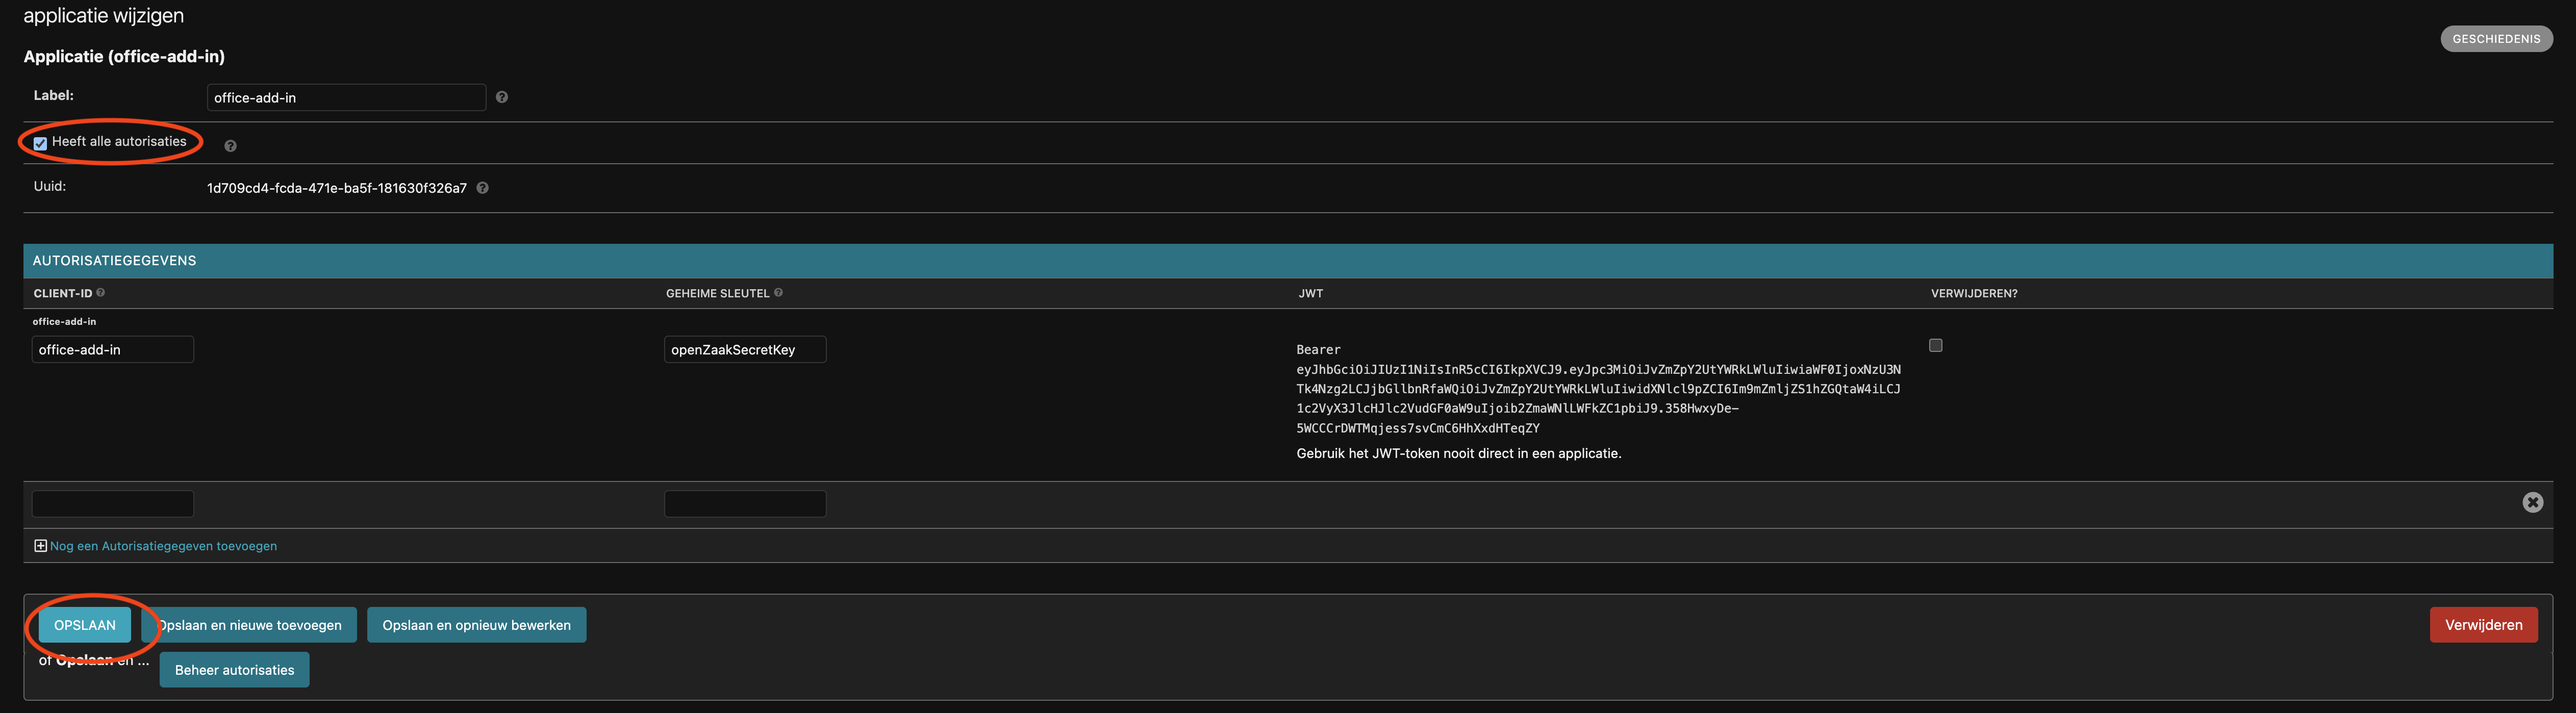 applicatie wijzigen
GESCHIEDENIS
Applicatie (office-add-in)
Label:
office-add-in
Heeft alle autorisaties
Uuid:
1d709cd4-fcda-471e-ba5f-181630f326a7
AUTORISATIEGEGEVENS
CLIENT-ID GEHEIME SLEUTEL JWT VERWIJDEREN?
office-add-in
office-add-in
openZaakSecretKey
Bearer
eyJhbGciOiJIUzI1NiIsInR5cCI6IkpXVCJ9.eyJpc3MiOiJvZmZpY2UtYWRkLWluIiwiaWF0IjoxNzU3N
Tk4Nzg2LCJjbGllbnRfaWQiOiJvZmZpY2UtYWRkLWluIiwidXNlcl9pZCI6Im9mZmljZS1hZGQtaW4iLCJ
1c2VyX3JlcHJlc2VudGF0aW9uIjoib2ZmaWNlLWFkZC1pbiJ9.358HwxyDe-
5WCCCrDWTMqjess7svCmC6HhXxdHTeqZY
Gebruik het JWT-token nooit direct in een applicatie.
Nog een Autorisatiegegeven toevoegen
OPSLAAN
Opslaan en nieuwe toevoegen
Opslaan en opnieuw bewerken
Verwijderen
of Opslaan en ...
Beheer autorisaties